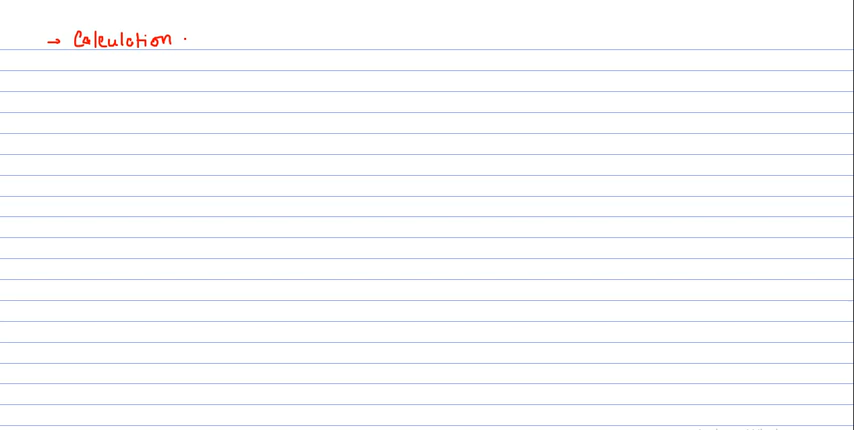 → Calculation .